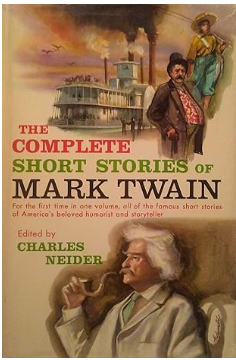 THE
COMPLETE
SHORT STORIES OF
MARK TWAIN
For the first time in one volume, all of the famous short stories
of America's beloved humorist and storyteller
Edited by
CHARLES
NEIDER